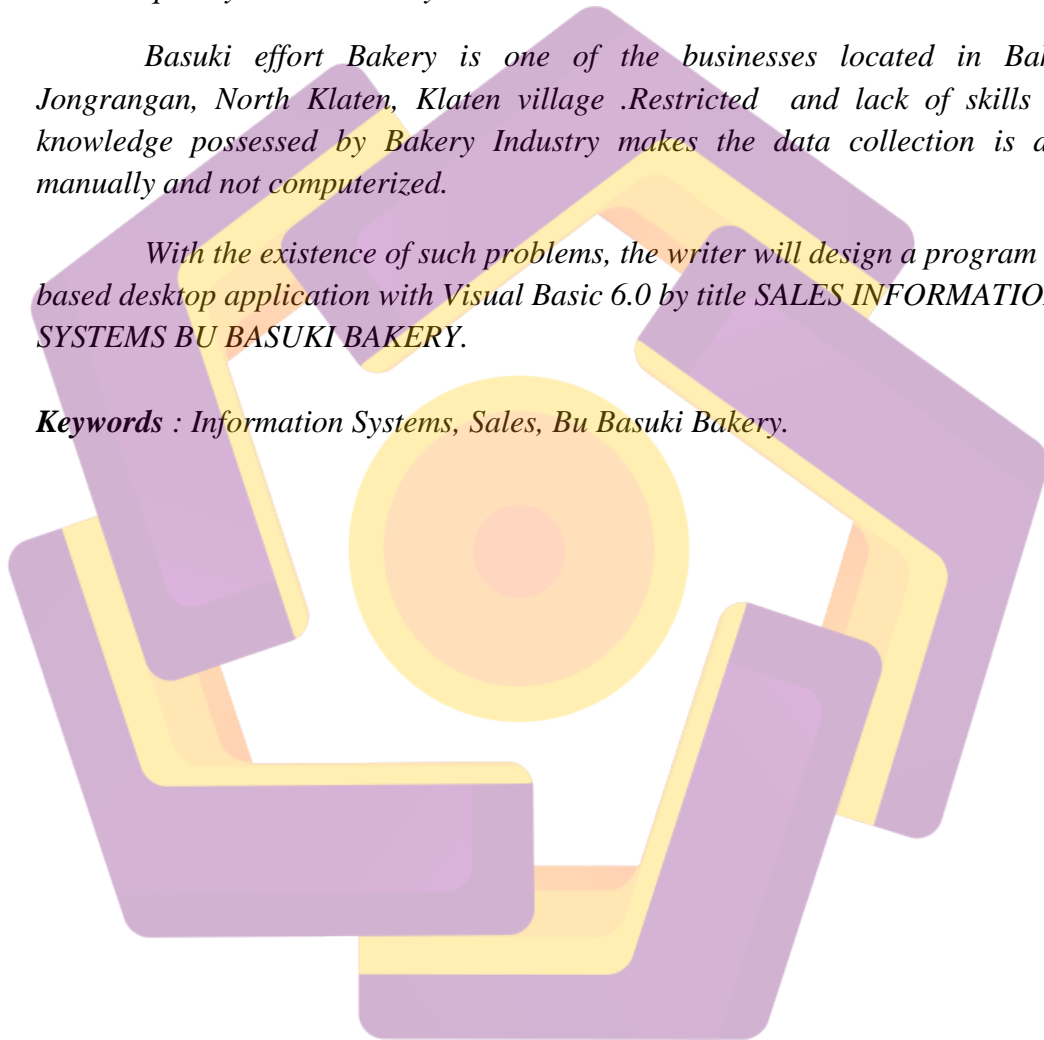 Basuki effort Bakery is one of the businesses located in
Jongrangan, North Klaten, Klaten village .Restricted and lack of skills
knowledge possessed by Bakery Industry makes the data collection is
manually and not computerized.
With the existence of such problems, the writer will design a program
based desktop application with Visual Basic 6.0 by title SALES INFORMATION
SYSTEMS BU BASUKI BAKERY.
Keywords : Information Systems, Sales, Bu Basuki Bakery.